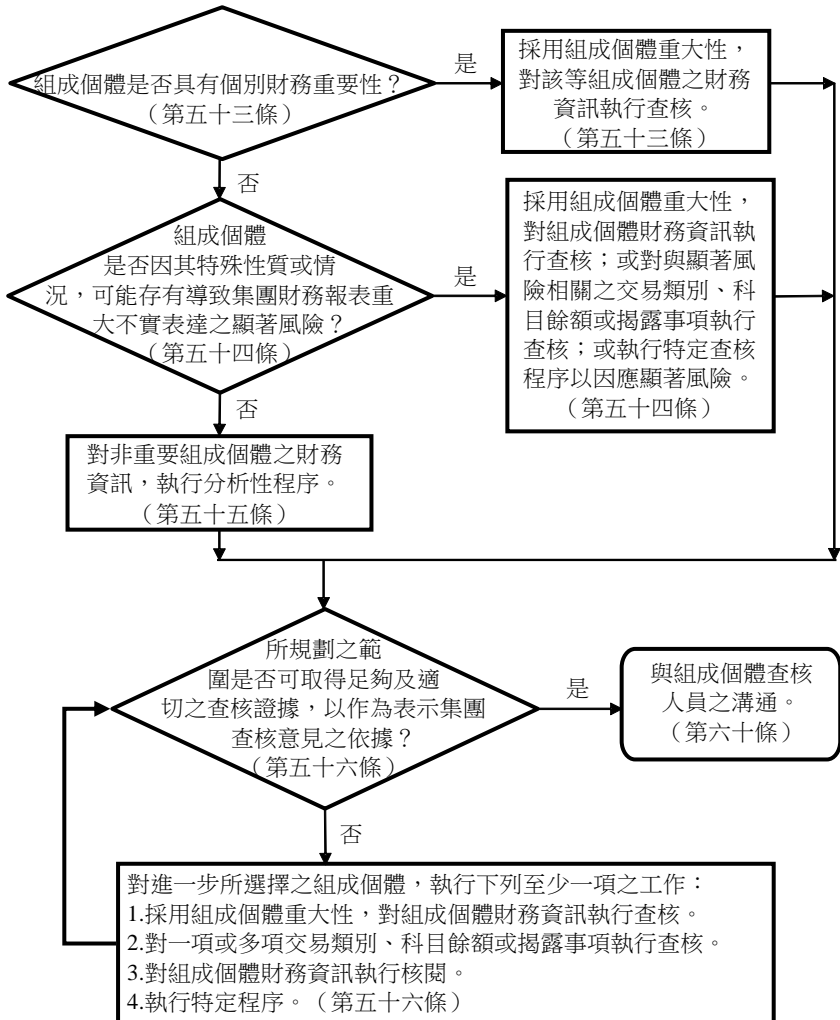 組成個體是否具有個別財務重要性？
（第五十三條）
是
採用組成個體重大性，
對該等組成個體之財務
資訊執行查核。
（第五十三條）
否
組成個體
是否因其特殊性質或情
況，可能存有導致集團財務報表重
大不實表達之顯著風險？
（第五十四條）
是
採用組成個體重大性，
對組成個體財務資訊執
行查核；或對與顯著風
險相關之交易類別、科
目餘額或揭露事項執行
查核；或執行特定查核
程序以因應顯著風險。
（第五十四條）
否
對非重要組成個體之財務
資訊，執行分析性程序。
（第五十五條）
所規劃之範
圍是否可取得足夠及適
切之查核證據，以作為表示集團
查核意見之依據？
（第五十六條）
是
與組成個體查核
人員之溝通。
（第六十條）
否
對進一步所選擇之組成個體，執行下列至少一項之工作：
1.採用組成個體重大性，對組成個體財務資訊執行查核。
2.對一項或多項交易類別、科目餘額或揭露事項執行查核。
3.對組成個體財務資訊執行核閱。
4.執行特定程序。（第五十六條）